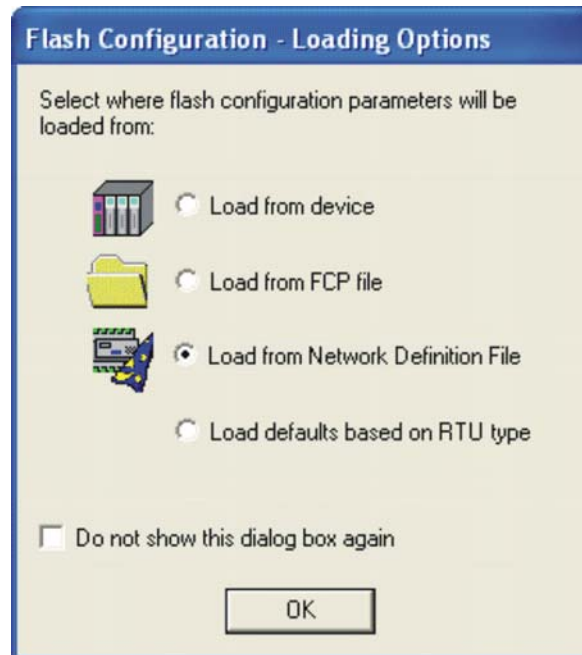 Flash Configuration - Loading Options
Select where flash configuration parameters will be
loaded from:
Load from device
Load from FCP file
Load from Network Definition File
Load defaults based on RTU type
Do not show this dialog box again
OK